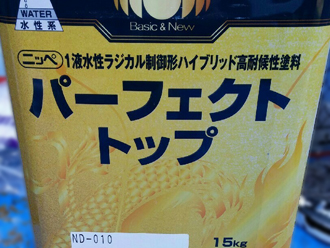 WATER
水性系
Basic & New
ニッペ 1液水性ラジカル制御形ハイブリッド高耐候性塗料
パーフェクト
トップ
ND-010
15kg